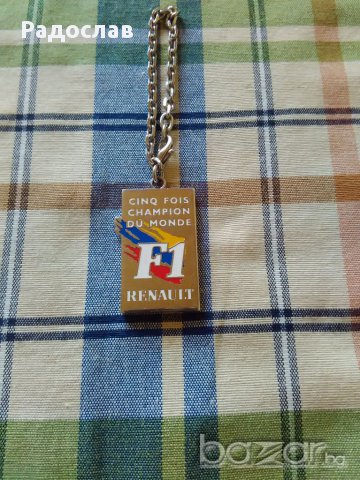 Радослав
CINQ FOIS
CHAMPION
DU MONDE
F1
RENAULT
bazar.bg